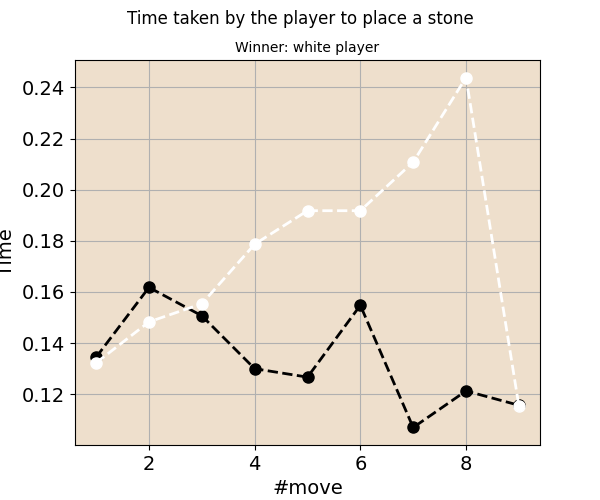 Time taken by the player to place a stone
Winner: white player
0.24
0.22
0.20
0.18
0.16
0.14
0.12
Time
2 4 6 8
#move